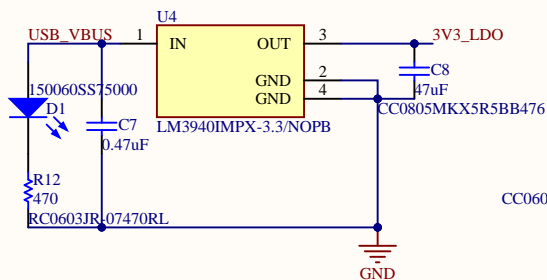 U4
USB_VBUS
1
IN
OUT
3
3V3_LDO
GND
2
GND
4
C8
47uF
CC0805MKX5R5BB476
150060SS75000
D1
C7
0.47uF
LM3940IMPX-3.3/NOPB
R12
470
RC0603JR-07470RL
CC060
GND